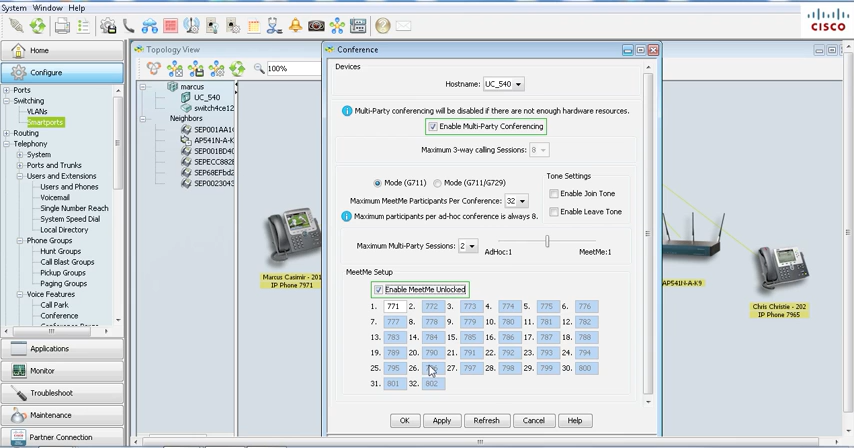 System Window Help
CISCO
Home
Configure
Ports
Switching
VLANs
Smartports
Routing
Telephony
System
Ports and Trunks
Users and Extensions
Users and Phones
Voicemail
Single Number Reach
System Speed Dial
Local Directory
Phone Groups
Hunt Groups
Call Blast Groups
Pickup Groups
Paging Groups
Voice Features
Call Park
Conference
Applications
Monitor
Troubleshoot
Maintenance
Partner Connection
Topology View
100%
marcus
UC_540
switch4ce12
Neighbors
SEP001AA1C
AP541N-A-K
SEP001BD40
SEPECC882E
SEP68EFbd2
SEP0023043
Marcus Casimir - 201
IP Phone 7971
Conference
Devices
Hostname: UC_540
Multi-Party conferencing will be disabled if there are not enough hardware resources.
Enable Multi-Party Conferencing
Maximum 3-way calling Sessions: 8
Mode (G711) Mode (G711/G729)
Maximum MeetMe Participants Per Conference: 32
Maximum participants per ad-hoc conference is always 8.
Tone Settings
Enable Join Tone
Enable Leave Tone
Maximum Multi-Party Sessions: 2
AdHoc:1 MeetMe:1
MeetMe Setup
Enable MeetMe Unlocked
1. 771 2. 772 3. 773 4. 774 5. 775 6. 776
7. 777 8. 778 9. 779 10. 780 11. 781 12. 782
13. 783 14. 784 15. 785 16. 786 17. 787 18. 788
19. 789 20. 790 21. 791 22. 792 23. 793 24. 794
25. 795 26. 27. 797 28. 798 29. 799 30. 800
31. 801 32. 802
OK Apply Refresh Cancel Help
AP541N-A-K9
Chris Christie - 202
IP Phone 7965